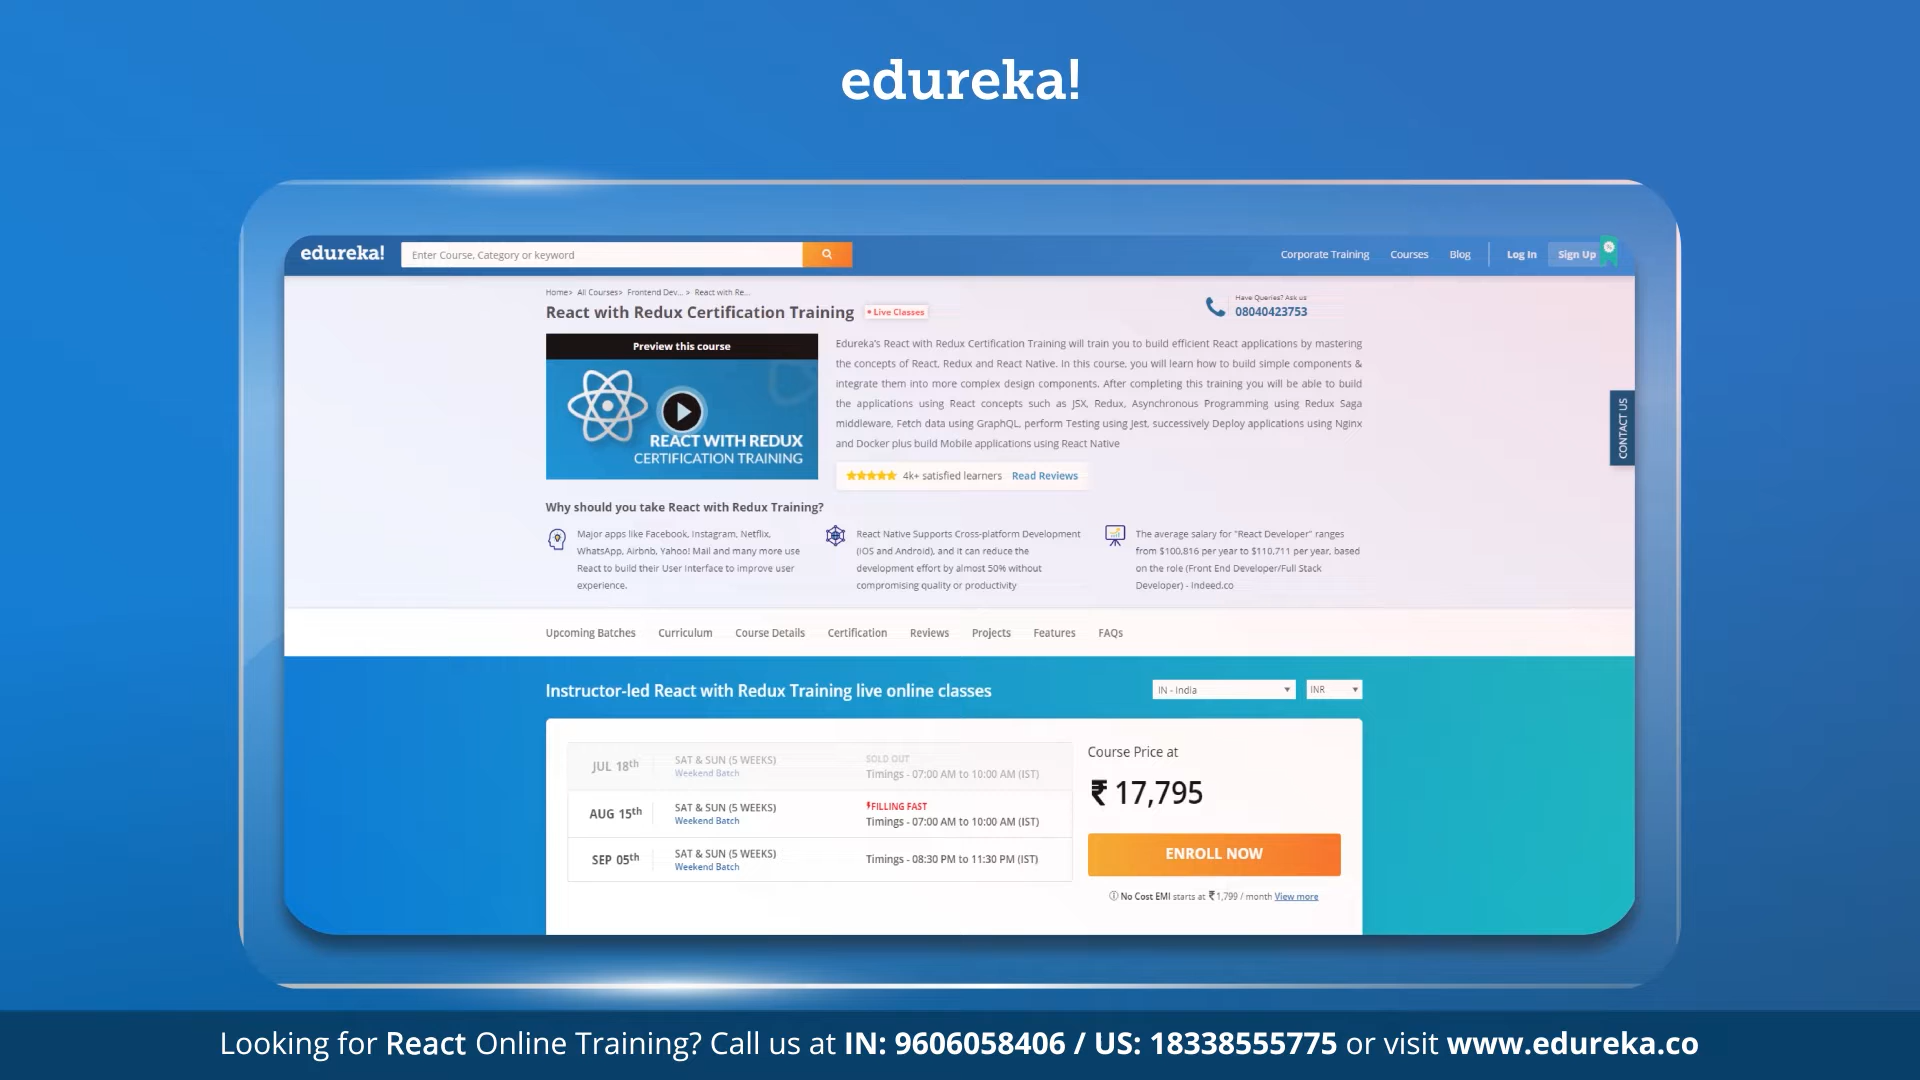 edureka!
edureka!
Enter Course, Category or keyword
Corporate Training
Courses
Blog
Log In
Sign Up
Home> All Courses> Frontend Dev... > React with Re...
React with Redux Certification Training
• Live Classes
Have Queries? Ask us
08040423753
Preview this course
REACT WITH REDUX
CERTIFICATION TRAINING
Edureka's React with Redux Certification Training will train you to build efficient React applications by mastering
the concepts of React, Redux and React Native. In this course, you will learn how to build simple components &
integrate them into more complex design components. After completing this training you will be able to build
the applications using React concepts such as JSX, Redux, Asynchronous Programming using Redux Saga
middleware, Fetch data using GraphQL, perform Testing using Jest, successively Deploy applications using Nginx
and Docker plus build Mobile applications using React Native
4k+ satisfied learners Read Reviews
CONTACT US
Why should you take React with Redux Training?
Major apps like Facebook, Instagram, Netflix,
WhatsApp, Airbnb, Yahoo! Mail and many more use
React to build their User Interface to improve user
experience.
React Native Supports Cross-platform Development
(iOS and Android), and it can reduce the
development effort by almost 50% without
compromising quality or productivity
The average salary for "React Developer" ranges
from $100,816 per year to $110,711 per year, based
on the role (Front End Developer/Full Stack
Developer) - Indeed.co
Upcoming Batches
Curriculum
Course Details
Certification
Reviews
Projects
Features
FAQs
Instructor-led React with Redux Training live online classes
IN - India
INR
JUL 18th
SAT & SUN (5 WEEKS)
Weekend Batch
SOLD OUT
Timings - 07:00 AM to 10:00 AM (IST)
AUG 15th
SAT & SUN (5 WEEKS)
Weekend Batch
FILLING FAST
Timings - 07:00 AM to 10:00 AM (IST)
SEP 05th
SAT & SUN (5 WEEKS)
Weekend Batch
Timings - 08:30 PM to 11:30 PM (IST)
Course Price at
₹ 17,795
ENROLL NOW
No Cost EMI starts at ₹ 1,799 / month View more
Looking for React Online Training? Call us at IN: 9606058406 / US: 18338555775 or visit www.edureka.co